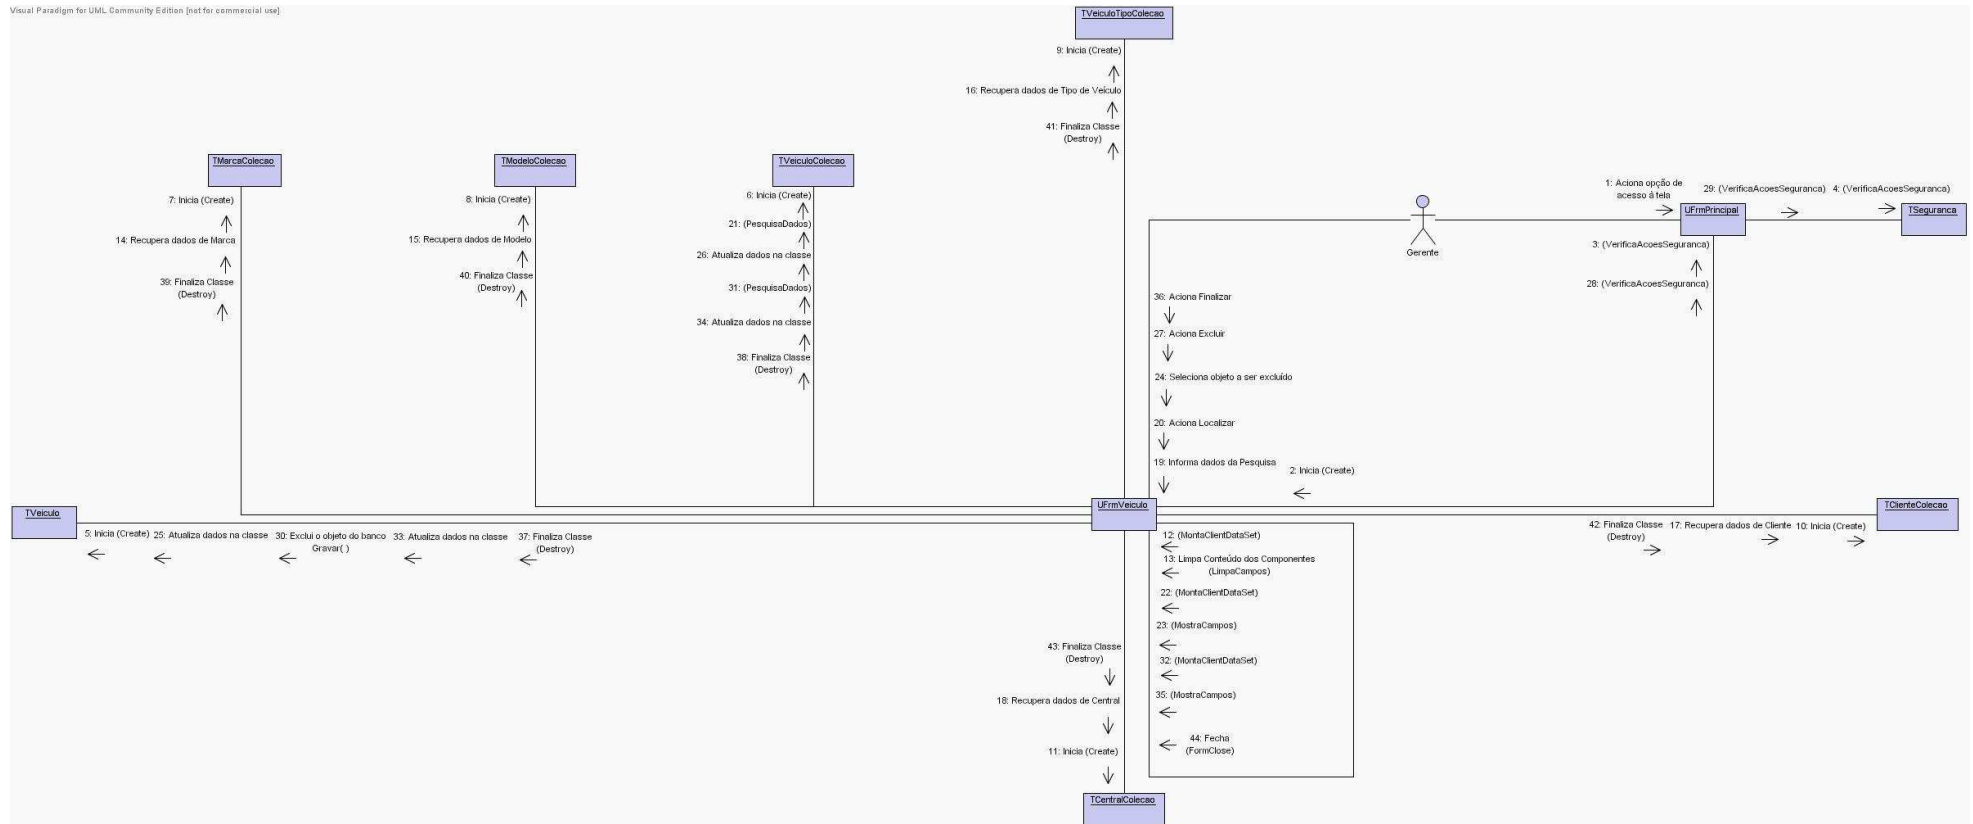 Visual Paradigm for UML Community Edition [not for commercial use]
TVeiculoTipoColecao
9: Inicia (Create)
16: Recupera dados de Tipo de Veículo
41: Finaliza Classe
(Destroy)
TMarcaColecao
7: Inicia (Create)
14: Recupera dados de Marca
39: Finaliza Classe
(Destroy)
TModeloColecao
8: Inicia (Create)
15: Recupera dados de Modelo
40: Finaliza Classe
(Destroy)
TVeiculoColecao
6: Inicia (Create)
21: (PesquisaDados)
26: Atualiza dados na classe
31: (PesquisaDados)
34: Atualiza dados na classe
38: Finaliza Classe
(Destroy)
Gerente
1: Aciona opção de
acesso á tela
29: (VerificaAcoesSeguranca)
4: (VerificaAcoesSeguranca)
UFrmPrincipal
TSeguranca
3: (VerificaAcoesSeguranca)
28: (VerificaAcoesSeguranca)
36: Aciona Finalizar
27: Aciona Excluir
24: Seleciona objeto a ser excluído
20: Aciona Localizar
19: Informa dados da Pesquisa
2: Inicia (Create)
TVeiculo
5: Inicia (Create)
25: Atualiza dados na classe
30: Exclui o objeto do banco
Gravar( )
33: Atualiza dados na classe
37: Finaliza Classe
(Destroy)
UFrmVeiculo
42: Finaliza Classe
(Destroy)
17: Recupera dados de Cliente
10: Inicia (Create)
TClienteColecao
12: (MontaClientDataSet)
13: Limpa Conteúdo dos Componentes
(LimpaCampos)
22: (MontaClientDataSet)
23: (MostraCampos)
32: (MontaClientDataSet)
35: (MostraCampos)
44: Fecha
(FormClose)
43: Finaliza Classe
(Destroy)
18: Recupera dados de Central
11: Inicia (Create)
TCentralColecao